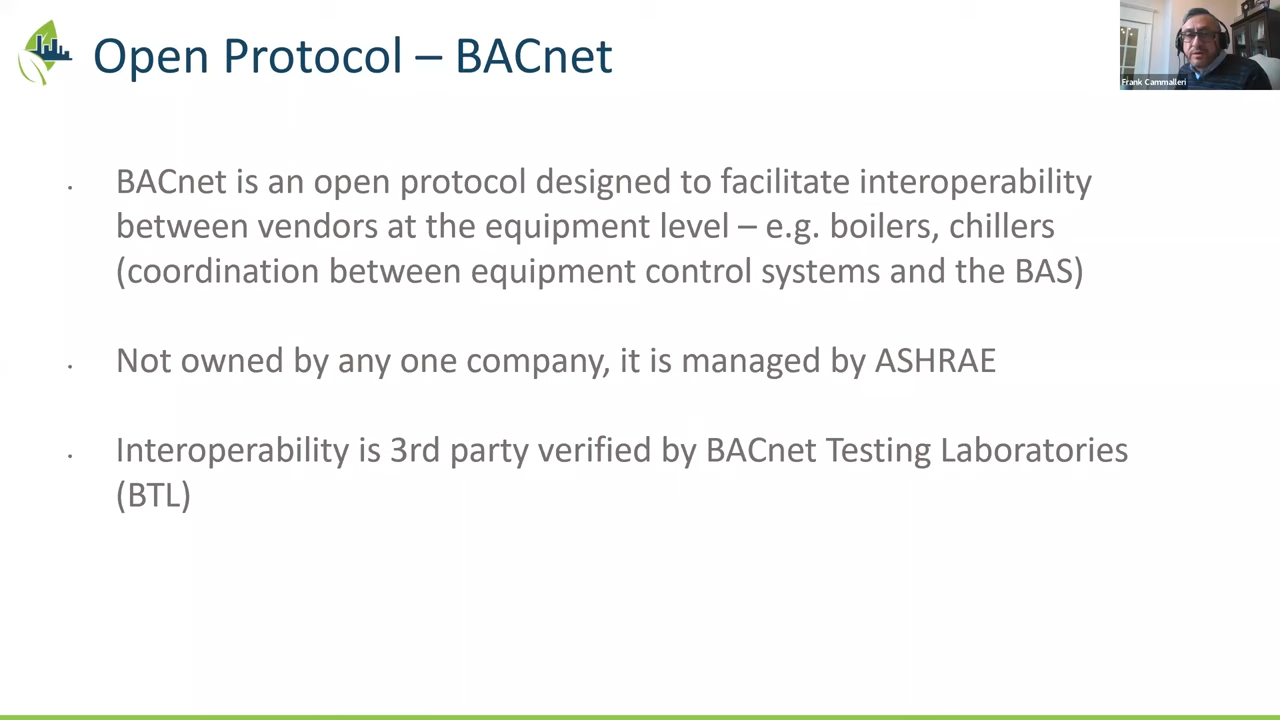 Open Protocol – BACnet
Frank Cammalleri
· BACnet is an open protocol designed to facilitate interoperability
between vendors at the equipment level – e.g. boilers, chillers
(coordination between equipment control systems and the BAS)
· Not owned by any one company, it is managed by ASHRAE
· Interoperability is 3rd party verified by BACnet Testing Laboratories
(BTL)